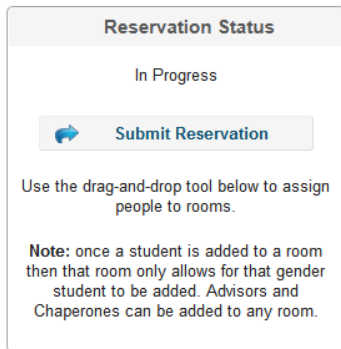 Reservation Status
In Progress
Submit Reservation
Use the drag-and-drop tool below to assign
people to rooms.
Note: once a student is added to a room
then that room only allows for that gender
student to be added. Advisors and
Chaperones can be added to any room.